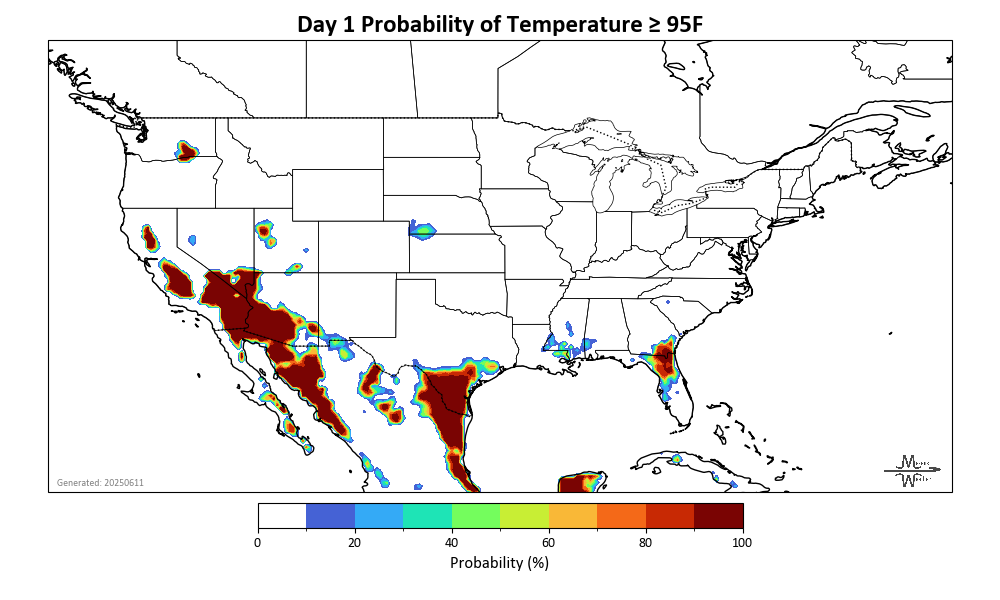 Day 1 Probability of Temperature ≥ 95F
Generated: 20250611
0 20 40 60 80 100
Probability (%)